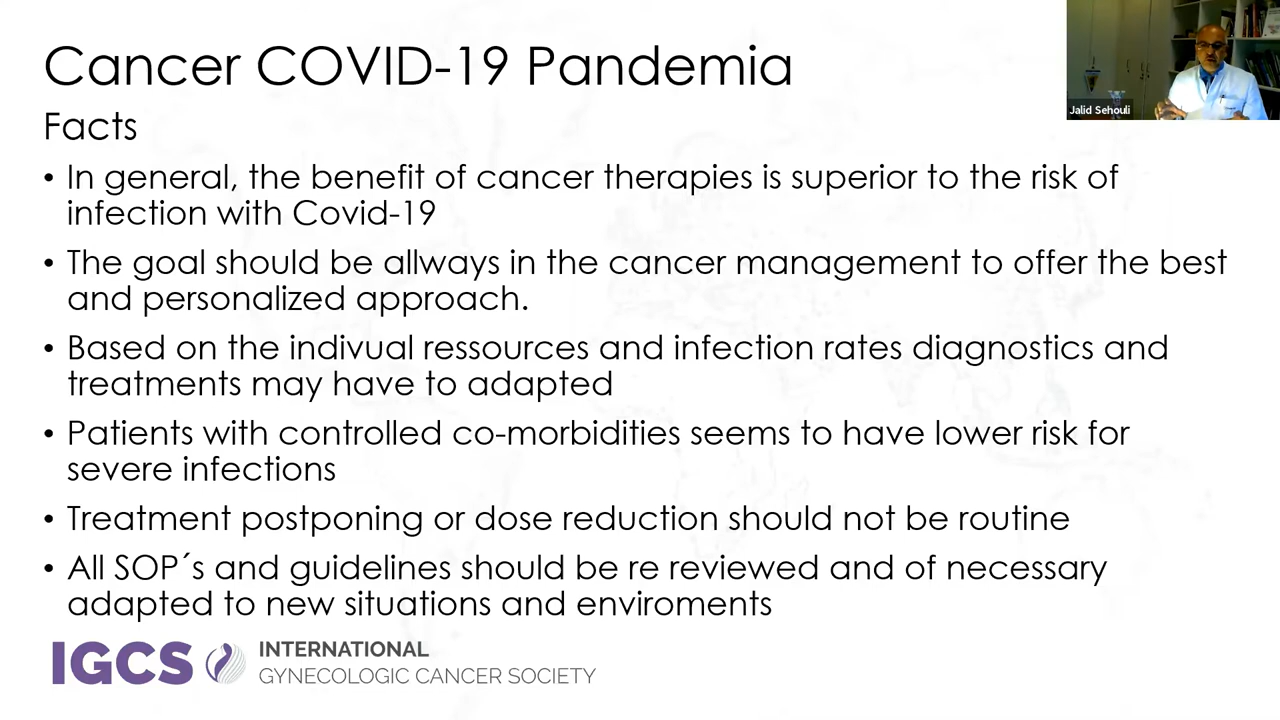 Cancer COVID-19 Pandemia
Jalid Sehouli
Facts
• In general, the benefit of cancer therapies is superior to the risk of
infection with Covid-19
• The goal should be allways in the cancer management to offer the best
and personalized approach.
• Based on the indivual ressources and infection rates diagnostics and
treatments may have to adapted
• Patients with controlled co-morbidities seems to have lower risk for
severe infections
• Treatment postponing or dose reduction should not be routine
• All SOP´s and guidelines should be re reviewed and of necessary
adapted to new situations and enviroments
IGCS
INTERNATIONAL
GYNECOLOGIC CANCER SOCIETY